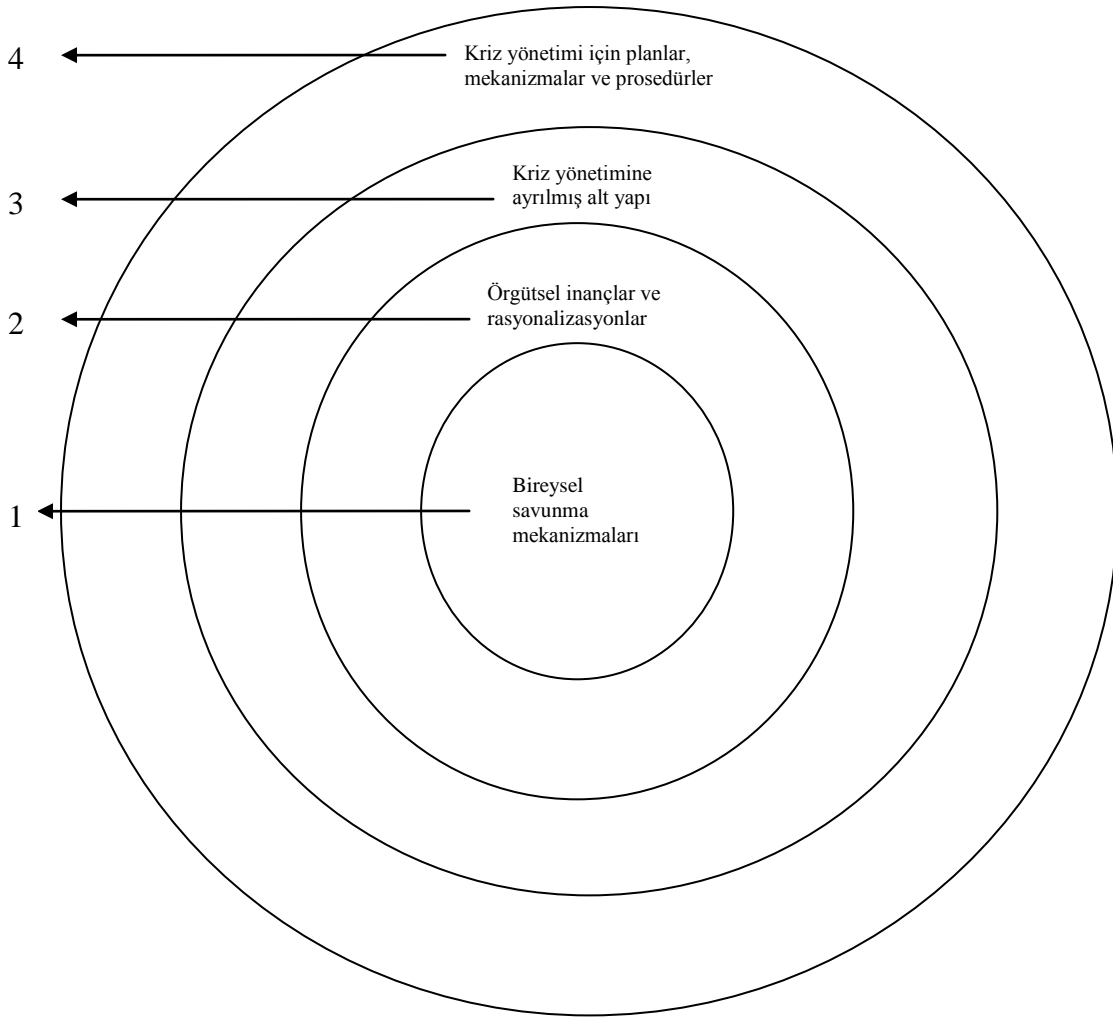 4
Kriz yönetimi için planlar,
mekanizmalar ve prosedürler
3
Kriz yönetimine
ayrılmış alt yapı
2
Örgütsel inançlar ve
rasyonalizasyonlar
1
Bireysel
savunma
mekanizmaları